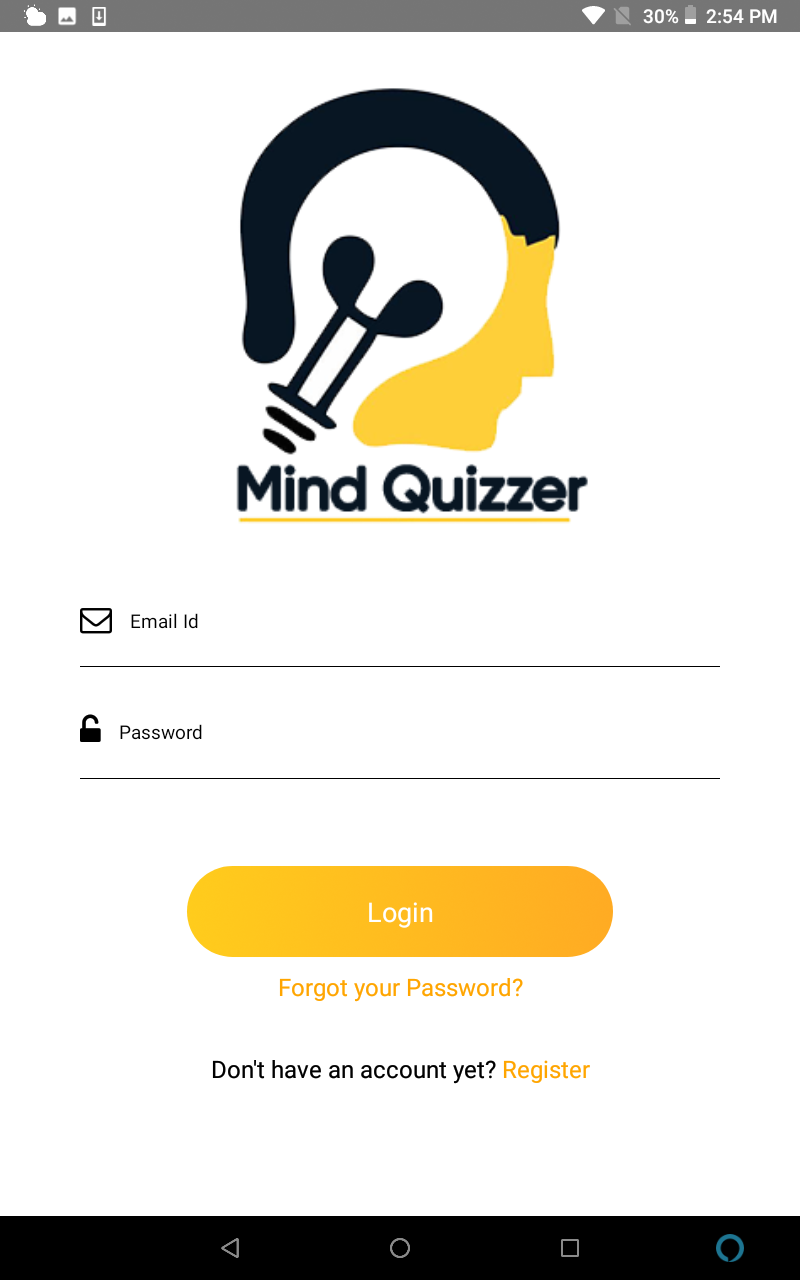 30% 2:54 PM
Mind Quizzer
Email Id
Password
Login
Forgot your Password?
Don't have an account yet? Register